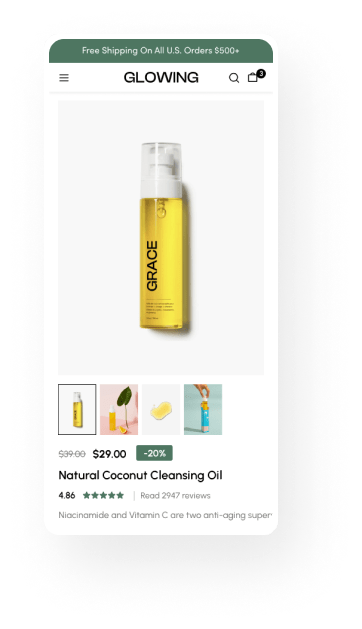 Free Shipping On All U.S. Orders $500+
GLOWING
3
GRACE
$39.00 $29.00 -20%
Natural Coconut Cleansing Oil
4.86 Read 2947 reviews
Niacinamide and Vitamin C are two anti-aging super